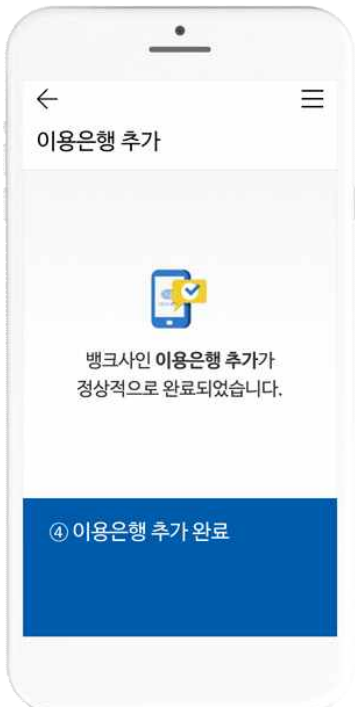 이용은행 추가
뱅크사인 이용은행 추가가
정상적으로 완료되었습니다.
④ 이용은행 추가 완료